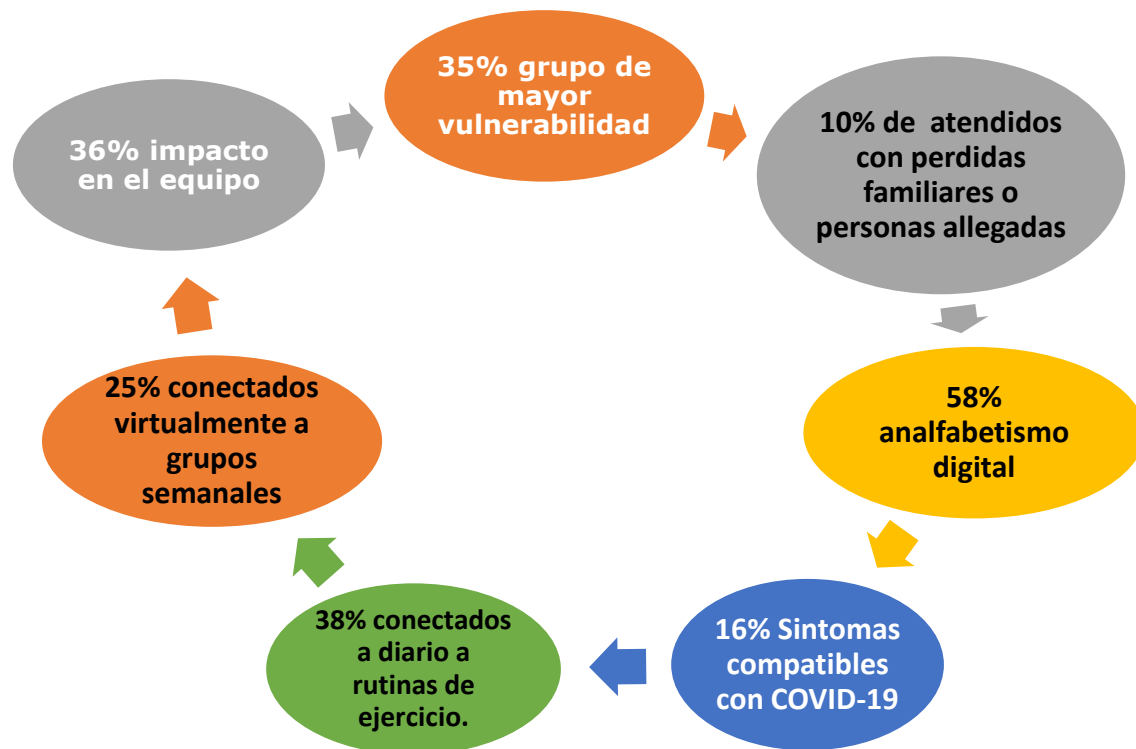 35% grupo de
mayor
vulnerabilidad
10% de atendidos
con perdidas
familiares o
personas allegadas
58%
analfabetismo
digital
16% Sintomas
compatibles
con COVID-19
38% conectados
a diario a
rutinas de
ejercicio.
25% conectados
virtualmente a
grupos
semanales
36% impacto
en el equipo